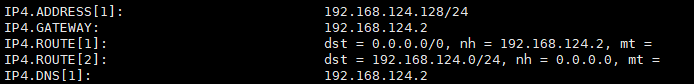 IP4.ADDRESS[1]: 192.168.124.128/24
IP4.GATEWAY: 192.168.124.2
IP4.ROUTE[1]: dst = 0.0.0.0/0, nh = 192.168.124.2, mt =
IP4.ROUTE[2]: dst = 192.168.124.0/24, nh = 0.0.0.0, mt =
IP4.DNS[1]: 192.168.124.2